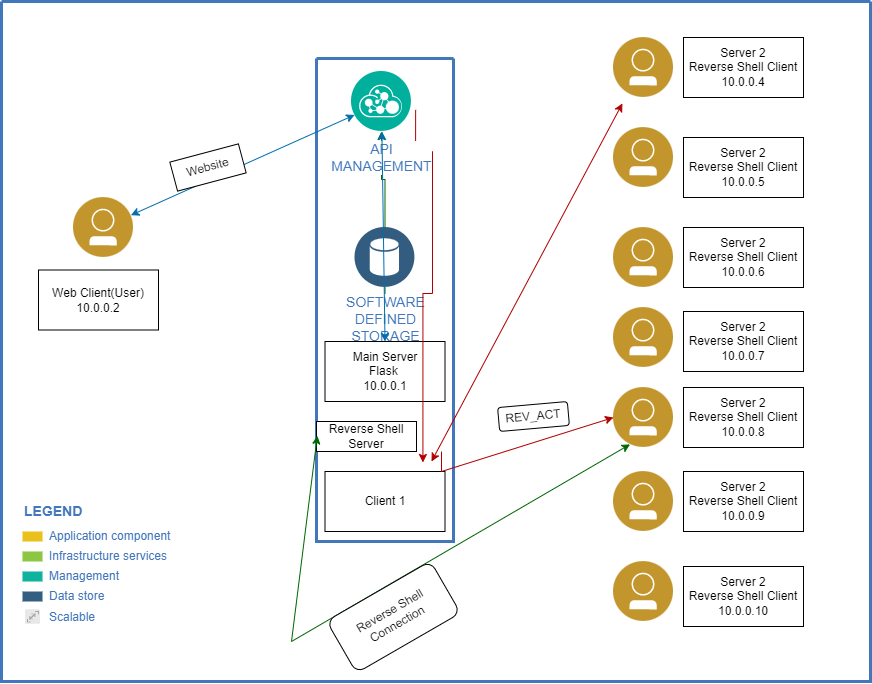 Server 2
Reverse Shell Client
10.0.0.4
API
MANAGEMENT
Website
Server 2
Reverse Shell Client
10.0.0.5
Server 2
Reverse Shell Client
10.0.0.6
Web Client(User)
10.0.0.2
SOFTWARE
DEFINED
STORAGE
Server 2
Reverse Shell Client
10.0.0.7
Main Server
Flask
10.0.0.1
REV_ACT
Server 2
Reverse Shell Client
10.0.0.8
Reverse Shell
Server
Client 1
Server 2
Reverse Shell Client
10.0.0.9
LEGEND
Application component
Infrastructure services
Management
Data store
Scalable
Reverse Shell
Connection
Server 2
Reverse Shell Client
10.0.0.10